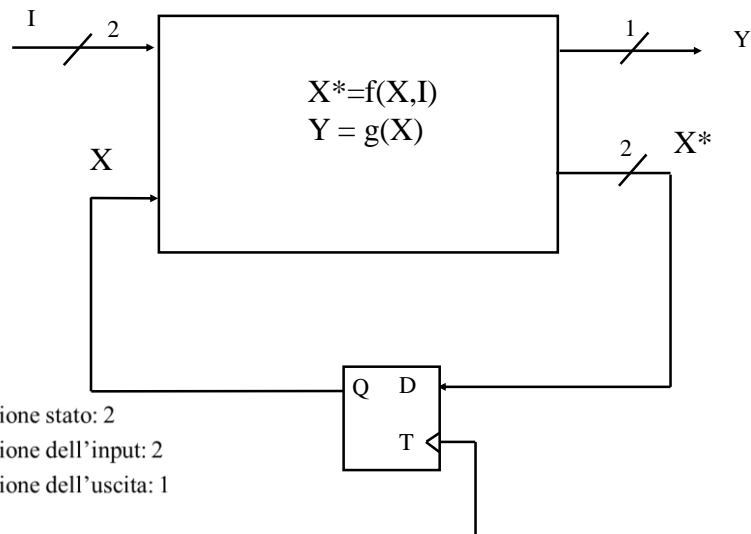 I
2
1
Y
X*=f(X,I)
Y = g(X)
X
2
X*
Q D
T
ione stato: 2
ione dell’input: 2
ione dell’uscita: 1